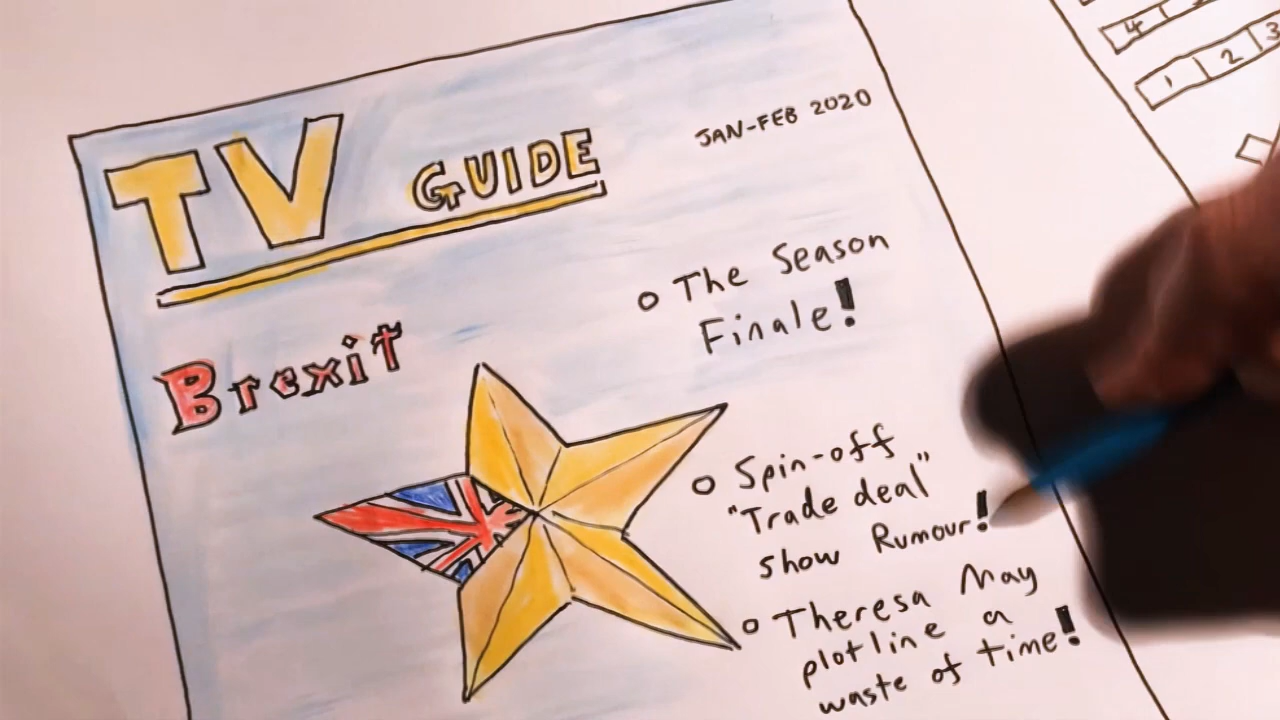 TV GUIDE
JAN-FEB 2020
Brexit
The Season
Finale!
Spin-off
"Trade deal"
show Rumour!
Theresa May
plotline a
waste of time!
4
1 2 3